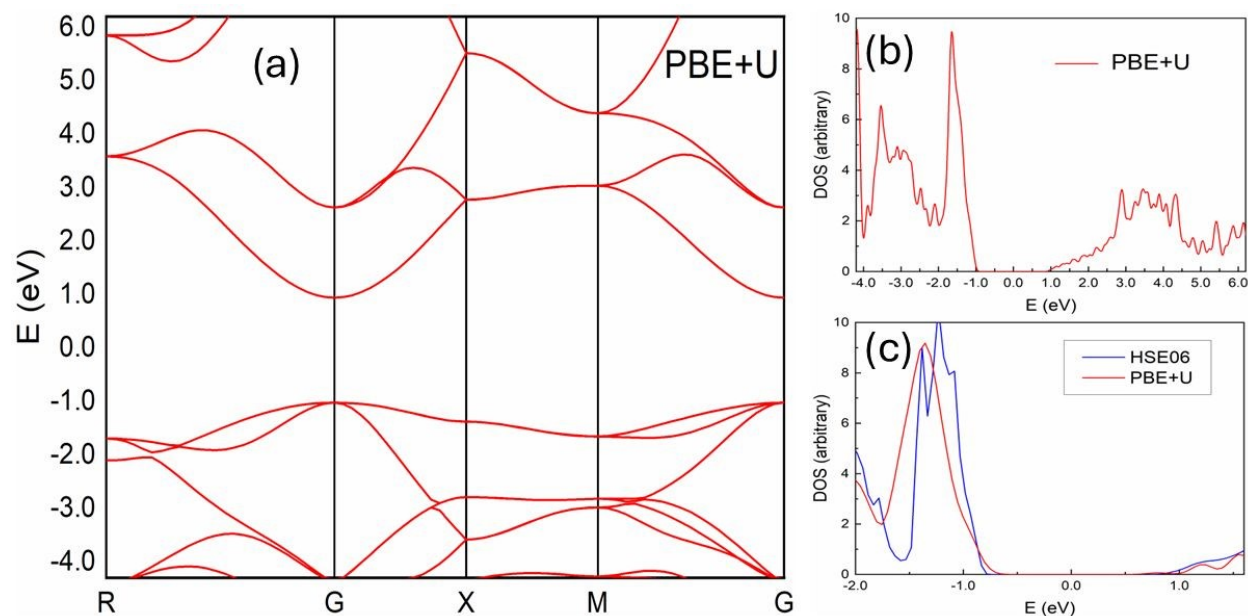 (a)
PBE+U
E (eV)
6.0
5.0
4.0
3.0
2.0
1.0
0.0
-1.0
-2.0
-3.0
-4.0
R G X M G
(b)
PBE+U
DOS (arbitrary)
10
8
6
4
2
0
-4.0 -3.0 -2.0 -1.0 0.0 1.0 2.0 3.0 4.0 5.0 6.0
E (eV)
(c)
HSE06
PBE+U
DOS (arbitrary)
10
8
6
4
2
0
-2.0 -1.0 0.0 1.0
E (eV)